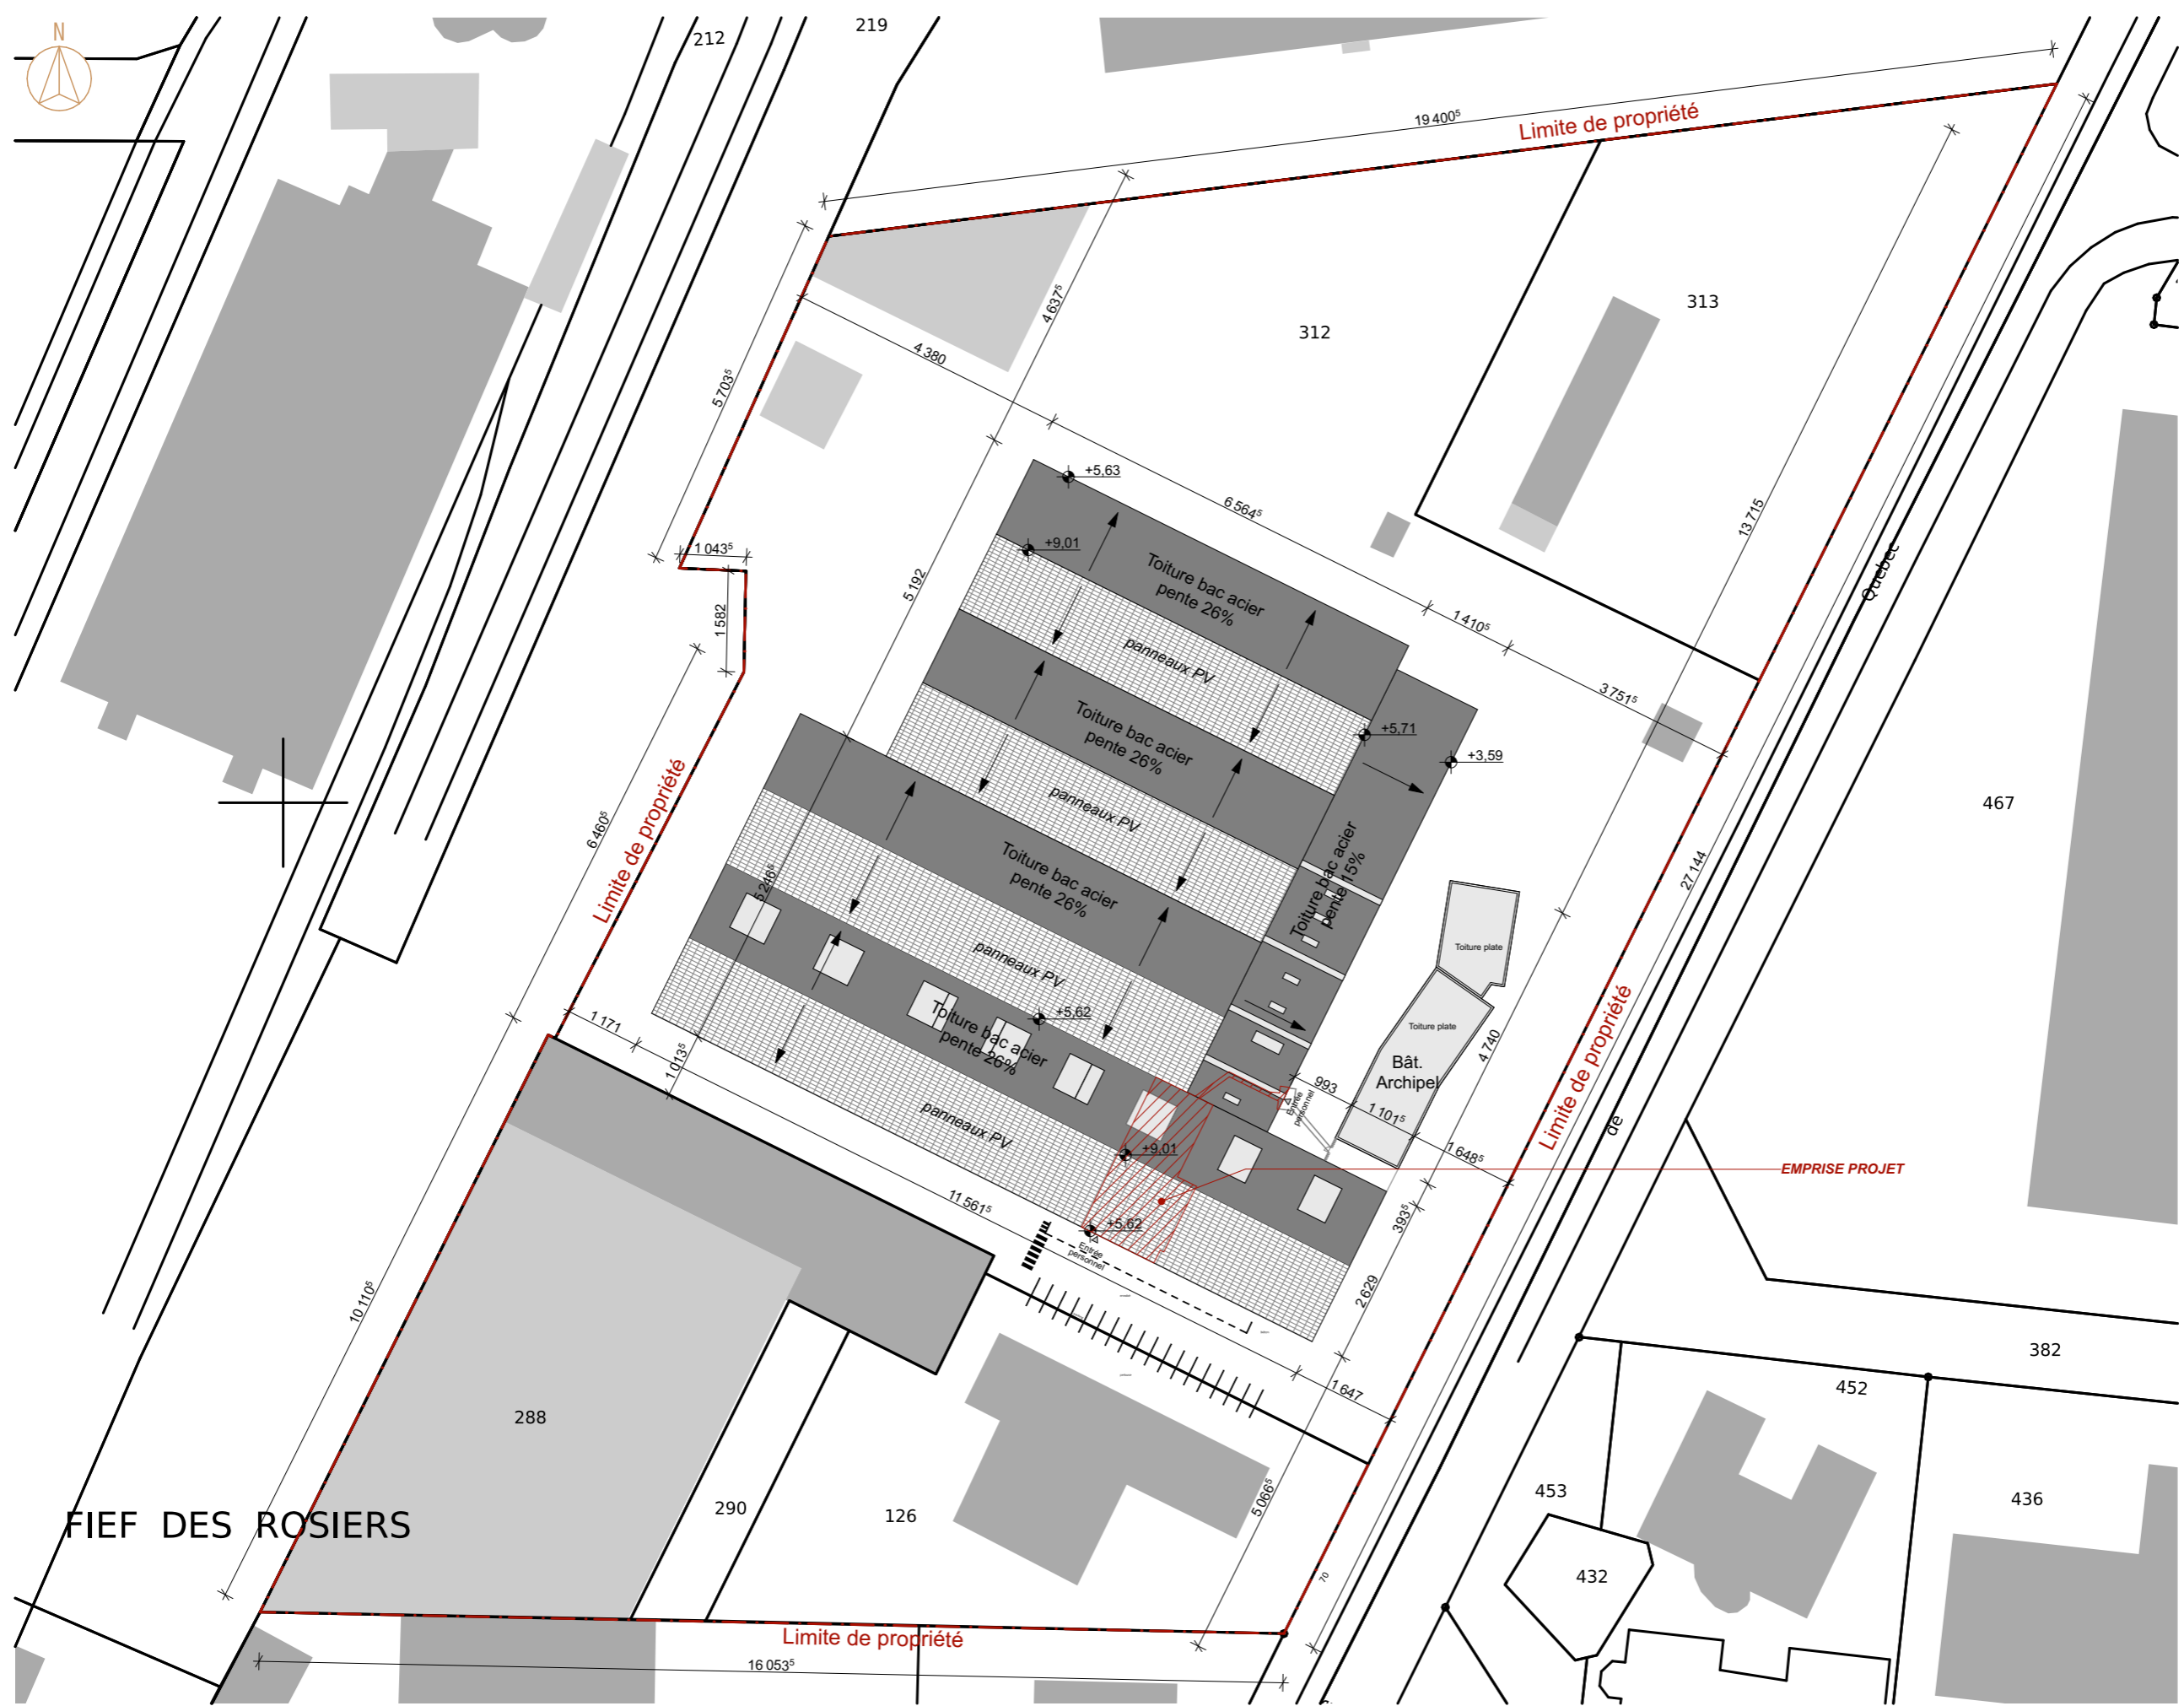 N
212
219
19 400⁵
Limite de propriété
4 637⁵
313
312
4 380
5 703⁵
+5,63
6 564⁵
13 715
+9,01
1 043⁵
Quebec
Toiture bac acier
pente 26%
5 192
1 582
1 410⁵
panneaux PV
3 751⁵
Toiture bac acier
pente 26%
+5,71
+3,59
467
Limite de propriété
panneaux PV
6 460⁵
27 144
Toiture bac acier
pente 26%
Toiture bac acier
pente 15%
5 246⁵
panneaux PV
Toiture plate
+5,62
1 171
Toiture bac acier
pente 26%
Toiture plate
Limite de propriété
4 740
1 013⁵
Bât.
Archipel
993
Entrée
personnel
panneaux PV
1 101⁵
de
+9,01
1 648⁵
EMPRISE PROJET
11 561⁵
393⁵
+5,62
Entrée
personnel
2 629
10 110⁵
382
452
1 647
288
453
436
5 066⁵
290
126
FIEF DES ROSIERS
432
70
Limite de propriété
16 053⁵